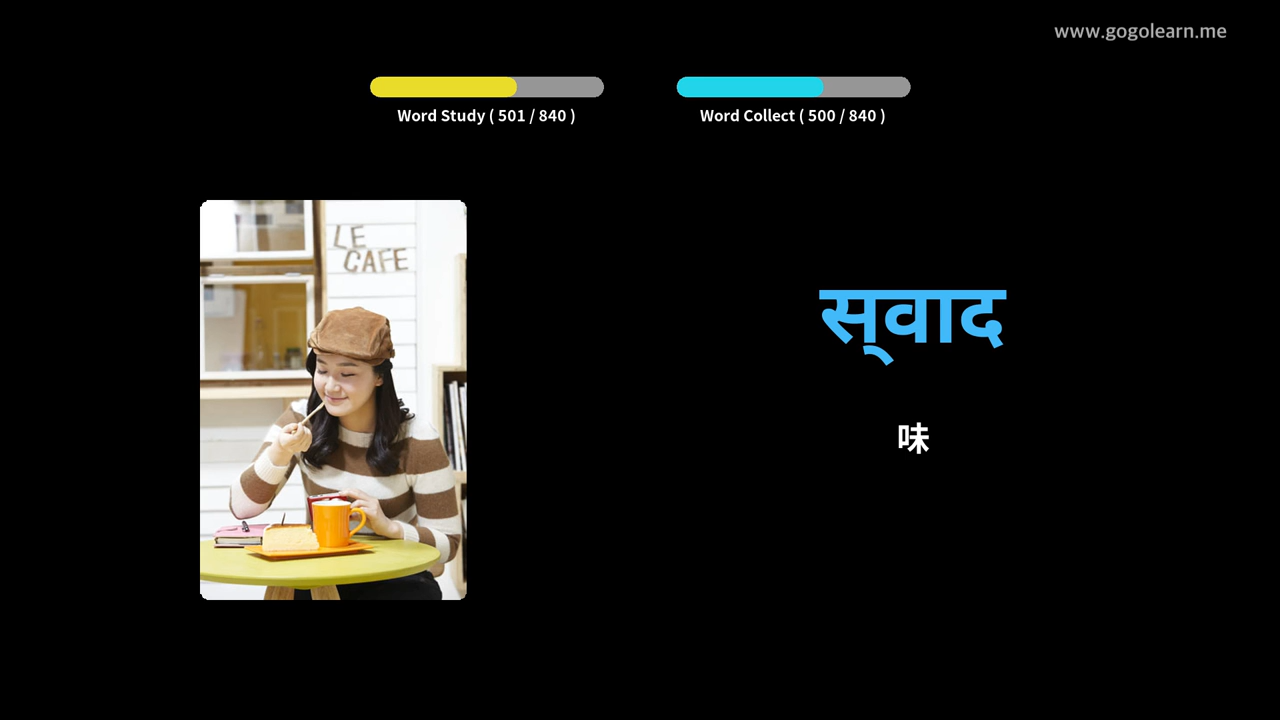 www.gogolearn.me
Word Study ( 501 / 840 )
Word Collect ( 500 / 840 )
LE
CAFE
स्‌वाद
味